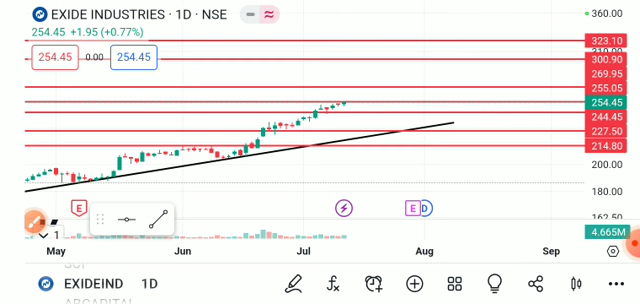 EXIDE INDUSTRIES · 1D · NSE
254.45 +1.95 (+0.77%)
254.45 0.00 254.45
360.00
323.10
300.90
269.95
255.05
254.45
244.45
227.50
214.80
200.00
180.00
162.50
4.665M
E
E D
1
May Jun Jul Aug Sep
EXIDEIND 1D